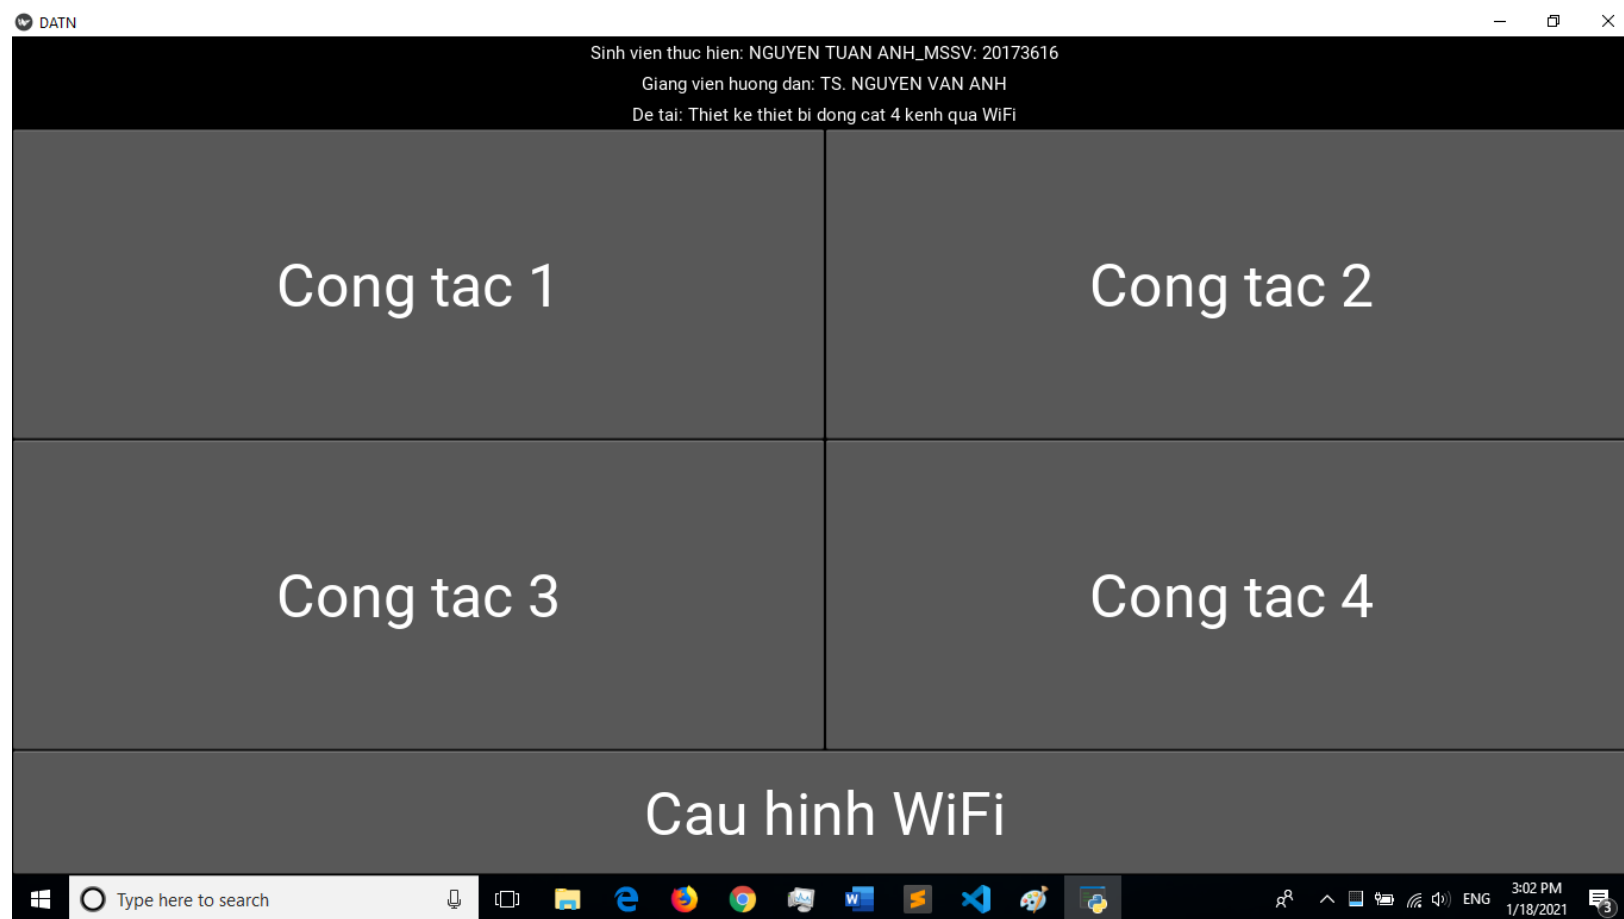 DATN
Sinh vien thuc hien: NGUYEN TUAN ANH_MSSV: 20173616
Giang vien huong dan: TS. NGUYEN VAN ANH
De tai: Thiet ke thiet bi dong cat 4 kenh qua WiFi
Cong tac 1
Cong tac 2
Cong tac 3
Cong tac 4
Cau hinh WiFi
Type here to search
ENG
3:02 PM
1/18/2021
3